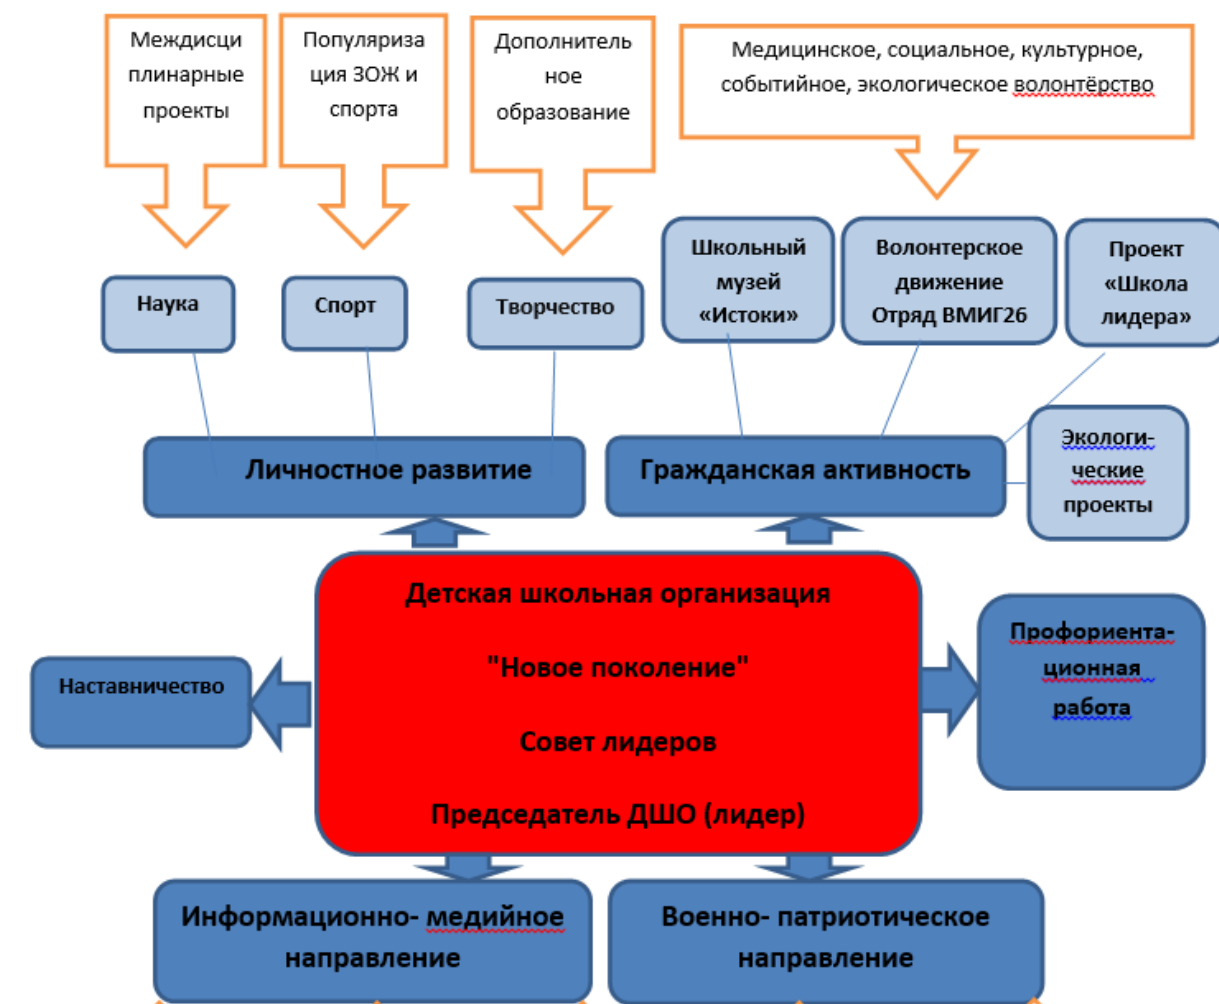 Междисци
плинарные
проекты
Популяриза
ция ЗОЖ и
спорта
Дополнитель
ное
образование
Медицинское, социальное, культурное,
событийное, экологическое волонтёрство
Наука
Спорт
Творчество
Школьный
музей
«Истоки»
Волонтерское
движение
Отряд ВМИГ26
Проект
«Школа
лидера»
Личностное развитие
Гражданская активность
Экологи-
ческие
проекты
Детская школьная организация
"Новое поколение"
Совет лидеров
Председатель ДШО (лидер)
Наставничество
Профориента-
ционная
работа
Информационно- медийное
направление
Военно- патриотическое
направление